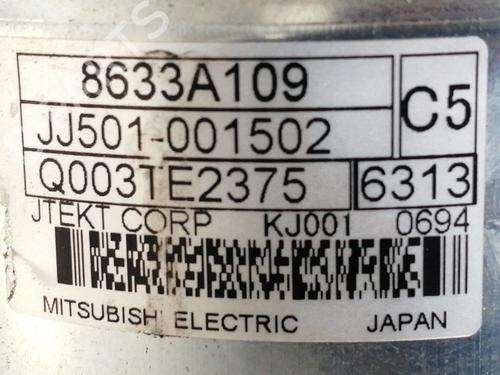 8633A109
C5
JJ501-001502
Q003TE2375 6313
JTEKT CORP KJ001 0694
MITSUBISHI ELECTRIC JAPAN